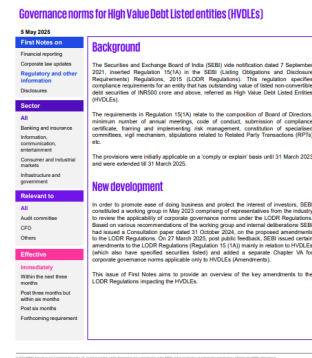 Governance norms for High Value Debt Listed entities (HVDLEs)
5 May 2025
First Notes on
Financial reporting
Corporate law updates
Regulatory and other
information
Disclosures
Sector
All
Banking and insurance
Information,
communication,
entertainment
Consumer and industrial
markets
Infrastructure and
government
Relevant to
All
Audit committee
CFO
Others
Effective
Immediately
Within the next three
months
Post three months but
within six months
Post six months
Forthcoming requirement
Background
The Securities and Exchange Board of India (SEBI) vide notification dated 7 September
2021, inserted Regulation 15(1A) in the SEBI (Listing Obligations and Disclosure
Requirements) Regulations, 2015 (LODR Regulations). This regulation specifies
compliance requirements for an entity that has outstanding value of listed non-convertible
debt securities of INR500 crore and above, referred as High Value Debt Listed Entities
(HVDLEs).
The requirements in Regulation 15(1A) relate to the composition of Board of Directors,
minimum number of annual meetings, code of conduct, submission of compliance
certificate, framing and implementing risk management, constitution of specialised
committees, vigil mechanism, stipulations related to Related Party Transactions (RPTs)
etc.
The provisions were initially applicable on a 'comply or explain' basis until 31 March 2023
and were extended till 31 March 2025.
New development
In order to promote ease of doing business and protect the interest of investors, SEBI
constituted a working group in May 2023 comprising of representatives from the industry
to review the applicability of corporate governance norms under the LODR Regulations.
Based on various recommendations of the working group and internal deliberations SEBI
had issued a Consultation paper dated 31 October 2024, on the proposed amendments
to the LODR Regulations. On 27 March 2025, post public feedback, SEBI issued certain
amendments to the LODR Regulations (Regulation 15 (1A)) mainly in relation to HVDLEs
(which also have specified securities listed) and added a separate Chapter VA for
corporate governance norms applicable only to HVDLEs (Amendments).
This issue of First Notes aims to provide an overview of the key amendments to the
LODR Regulations impacting the HVDLEs.